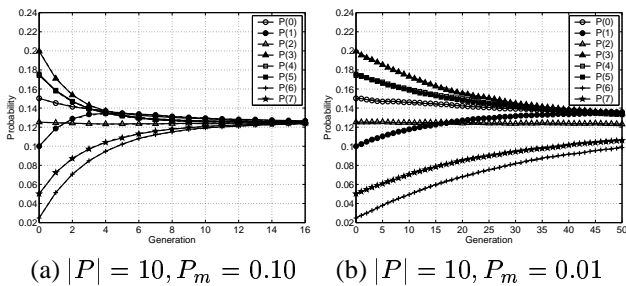 0.24
0.22
0.2
0.18
0.16
0.14
0.12
0.1
0.08
0.06
0.04
0.02
Probability
0 2 4 6 8 10 12 14 16
Generation
P(0)
P(1)
P(2)
P(3)
P(4)
P(5)
P(6)
P(7)
(a) |P| = 10, P_m = 0.10
0.24
0.22
0.2
0.18
0.16
0.14
0.12
0.1
0.08
0.06
0.04
0.02
Probability
0 5 10 15 20 25 30 35 40 45 50
Generation
P(0)
P(1)
P(2)
P(3)
P(4)
P(5)
P(6)
P(7)
(b) |P| = 10, P_m = 0.01